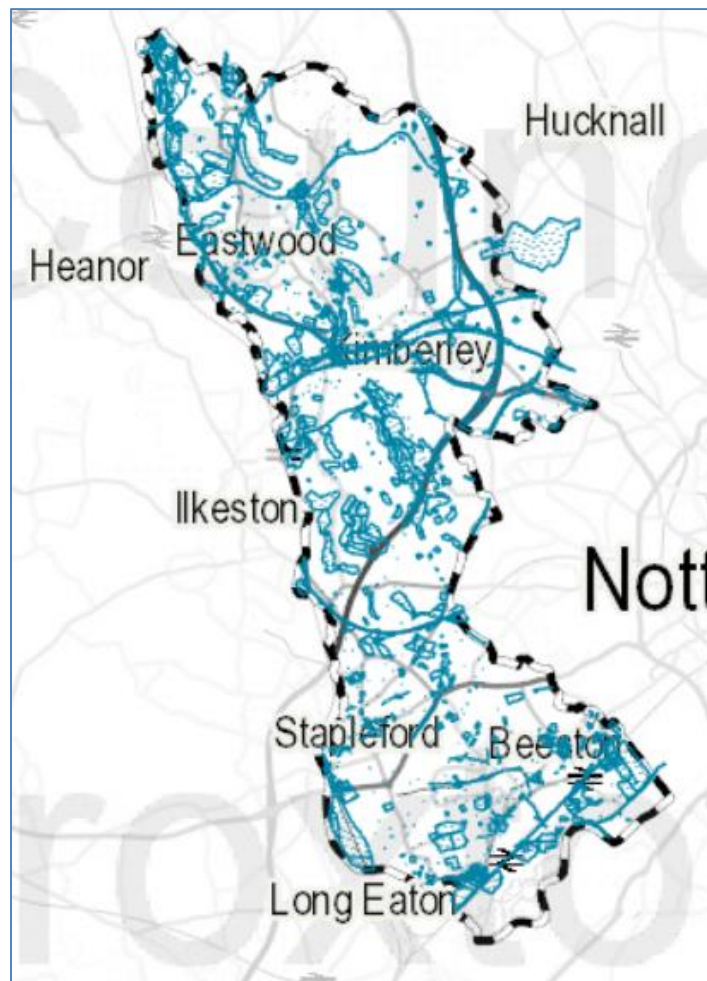 Hucknall
Eastwood
Heanor
Kimberley
Ilkeston
Nott
Stapleford
Beeston
Long Eaton